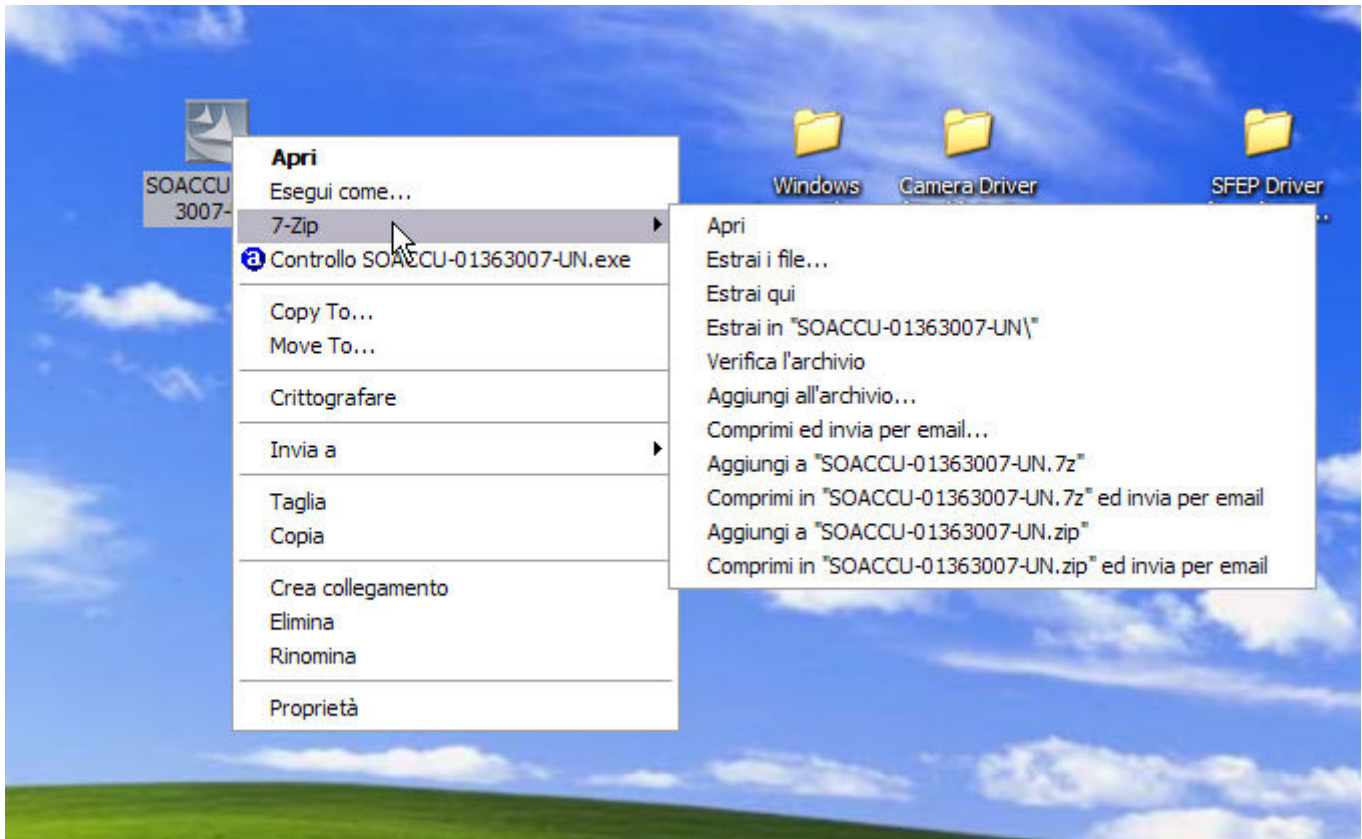 SOACCU
3007-
Apri
Esegui come...
7-Zip
Controllo SOACCU-01363007-UN.exe
Copy To...
Move To...
Crittografare
Invia a
Taglia
Copia
Crea collegamento
Elimina
Rinomina
Proprietà
Windows
Camera Driver
SFEP Driver
Apri
Estrai i file...
Estrai qui
Estrai in "SOACCU-01363007-UN\"
Verifica l'archivio
Aggiungi all'archivio...
Comprimi ed invia per email...
Aggiungi a "SOACCU-01363007-UN.7z"
Comprimi in "SOACCU-01363007-UN.7z" ed invia per email
Aggiungi a "SOACCU-01363007-UN.zip"
Comprimi in "SOACCU-01363007-UN.zip" ed invia per email